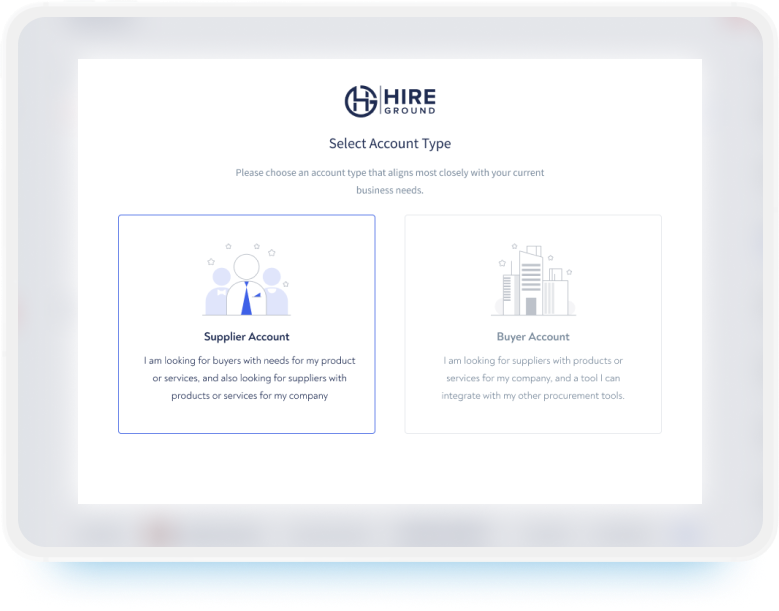 HIRE
GROUND
Select Account Type
Please choose an account type that aligns most closely with your current
business needs.
Supplier Account
I am looking for buyers with needs for my product
or services, and also looking for suppliers with
products or services for my company
Buyer Account
I am looking for suppliers with products or
services for my company, and a tool I can
integrate with my other procurement tools.